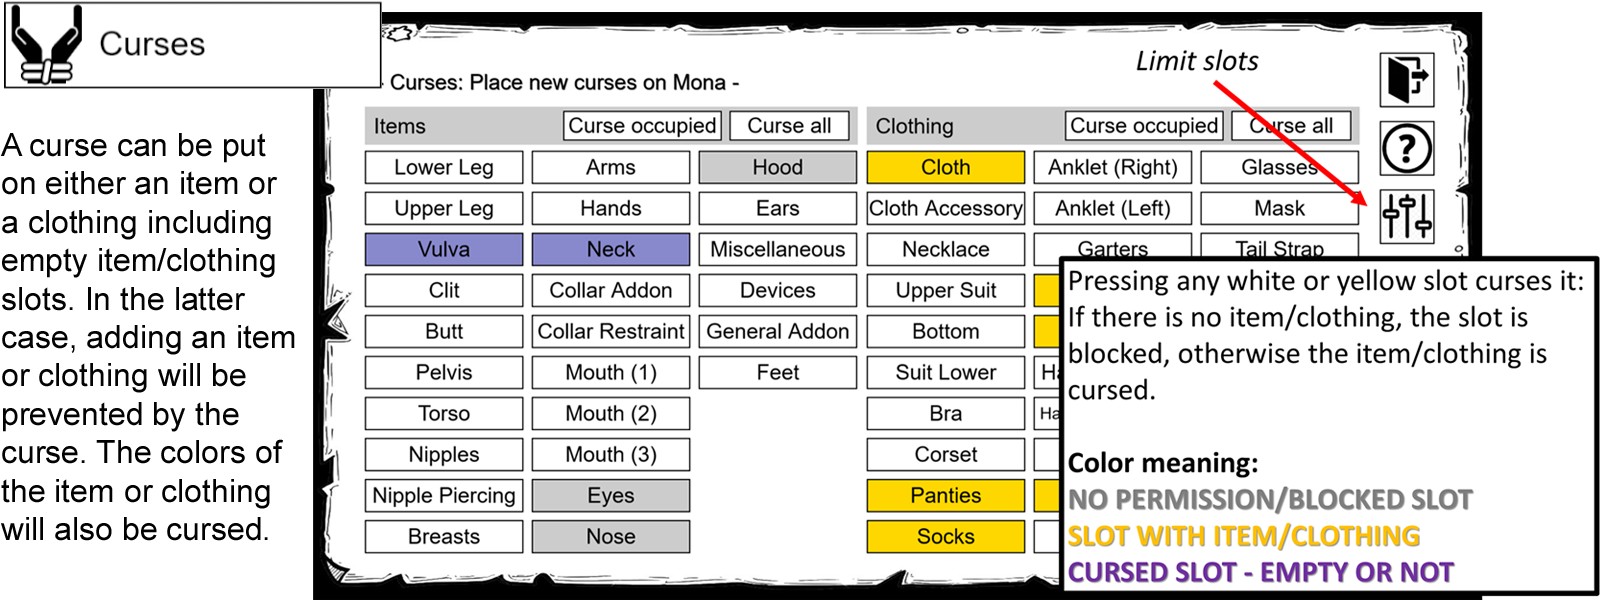 Curses
Limit slots
- Curses: Place new curses on Mona -
A curse can be put
on either an item or
a clothing including
empty item/clothing
slots. In the latter
case, adding an item
or clothing will be
prevented by the
curse. The colors of
the item or clothing
will also be cursed.
Items Curse occupied Curse all Clothing Curse occupied Curse all
Lower Leg Arms Hood Cloth Anklet (Right) Glasses
Upper Leg Hands Ears Cloth Accessory Anklet (Left) Mask
Vulva Neck Miscellaneous Necklace Garters Tail Strap
Clit Collar Addon Devices Upper Suit
Butt Collar Restraint General Addon Bottom
Pelvis Mouth (1) Feet Suit Lower
Torso Mouth (2) Bra
Nipples Mouth (3) Corset
Nipple Piercing Eyes Panties
Breasts Nose Socks
Pressing any white or yellow slot curses it:
If there is no item/clothing, the slot is
blocked, otherwise the item/clothing is
cursed.
Color meaning:
NO PERMISSION/BLOCKED SLOT
SLOT WITH ITEM/CLOTHING
CURSED SLOT - EMPTY OR NOT